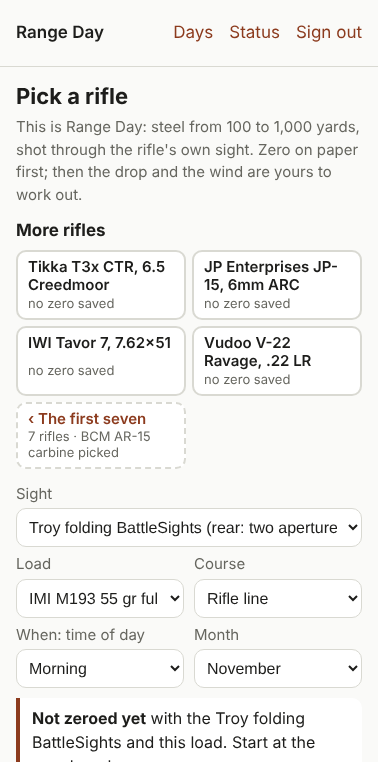 Range Day
Days Status Sign out
Pick a rifle
This is Range Day: steel from 100 to 1,000 yards,
shot through the rifle's own sight. Zero on paper
first; then the drop and the wind are yours to
work out.
More rifles
Tikka T3x CTR, 6.5
Creedmoor
no zero saved
JP Enterprises JP-
15, 6mm ARC
no zero saved
IWI Tavor 7, 7.62×51
no zero saved
Vudoo V-22
Ravage, .22 LR
no zero saved
‹ The first seven
7 rifles · BCM AR-15
carbine picked
Sight
Troy folding BattleSights (rear: two aperture
Load
Course
IMI M193 55 gr ful
Rifle line
When: time of day
Month
Morning
November
Not zeroed yet with the Troy folding
BattleSights and this load. Start at the